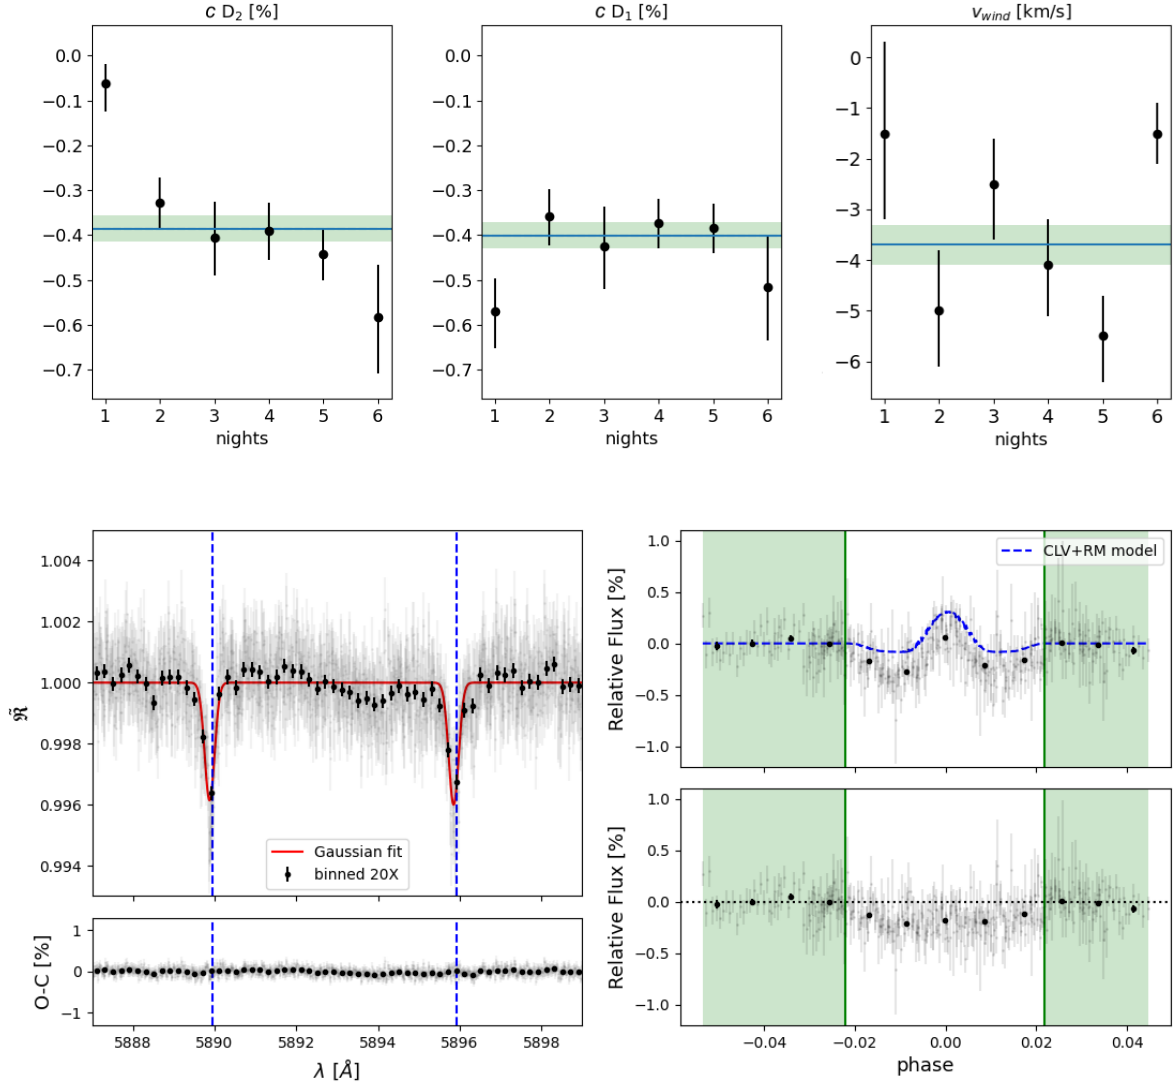 c D₂ [%]
0.0
−0.1
−0.2
−0.3
−0.4
−0.5
−0.6
−0.7
1 2 3 4 5 6
nights
c D₁ [%]
0.0
−0.1
−0.2
−0.3
−0.4
−0.5
−0.6
−0.7
1 2 3 4 5 6
nights
v_wind [km/s]
0
−1
−2
−3
−4
−5
−6
1 2 3 4 5 6
nights
1.004
1.002
1.000
0.998
0.996
0.994
ℜ̃
Gaussian fit
binned 20X
1
0
−1
O-C [%]
5888 5890 5892 5894 5896 5898
λ [Å]
1.0
0.5
0.0
−0.5
−1.0
Relative Flux [%]
CLV+RM model
1.0
0.5
0.0
−0.5
−1.0
Relative Flux [%]
−0.04 −0.02 0.00 0.02 0.04
phase